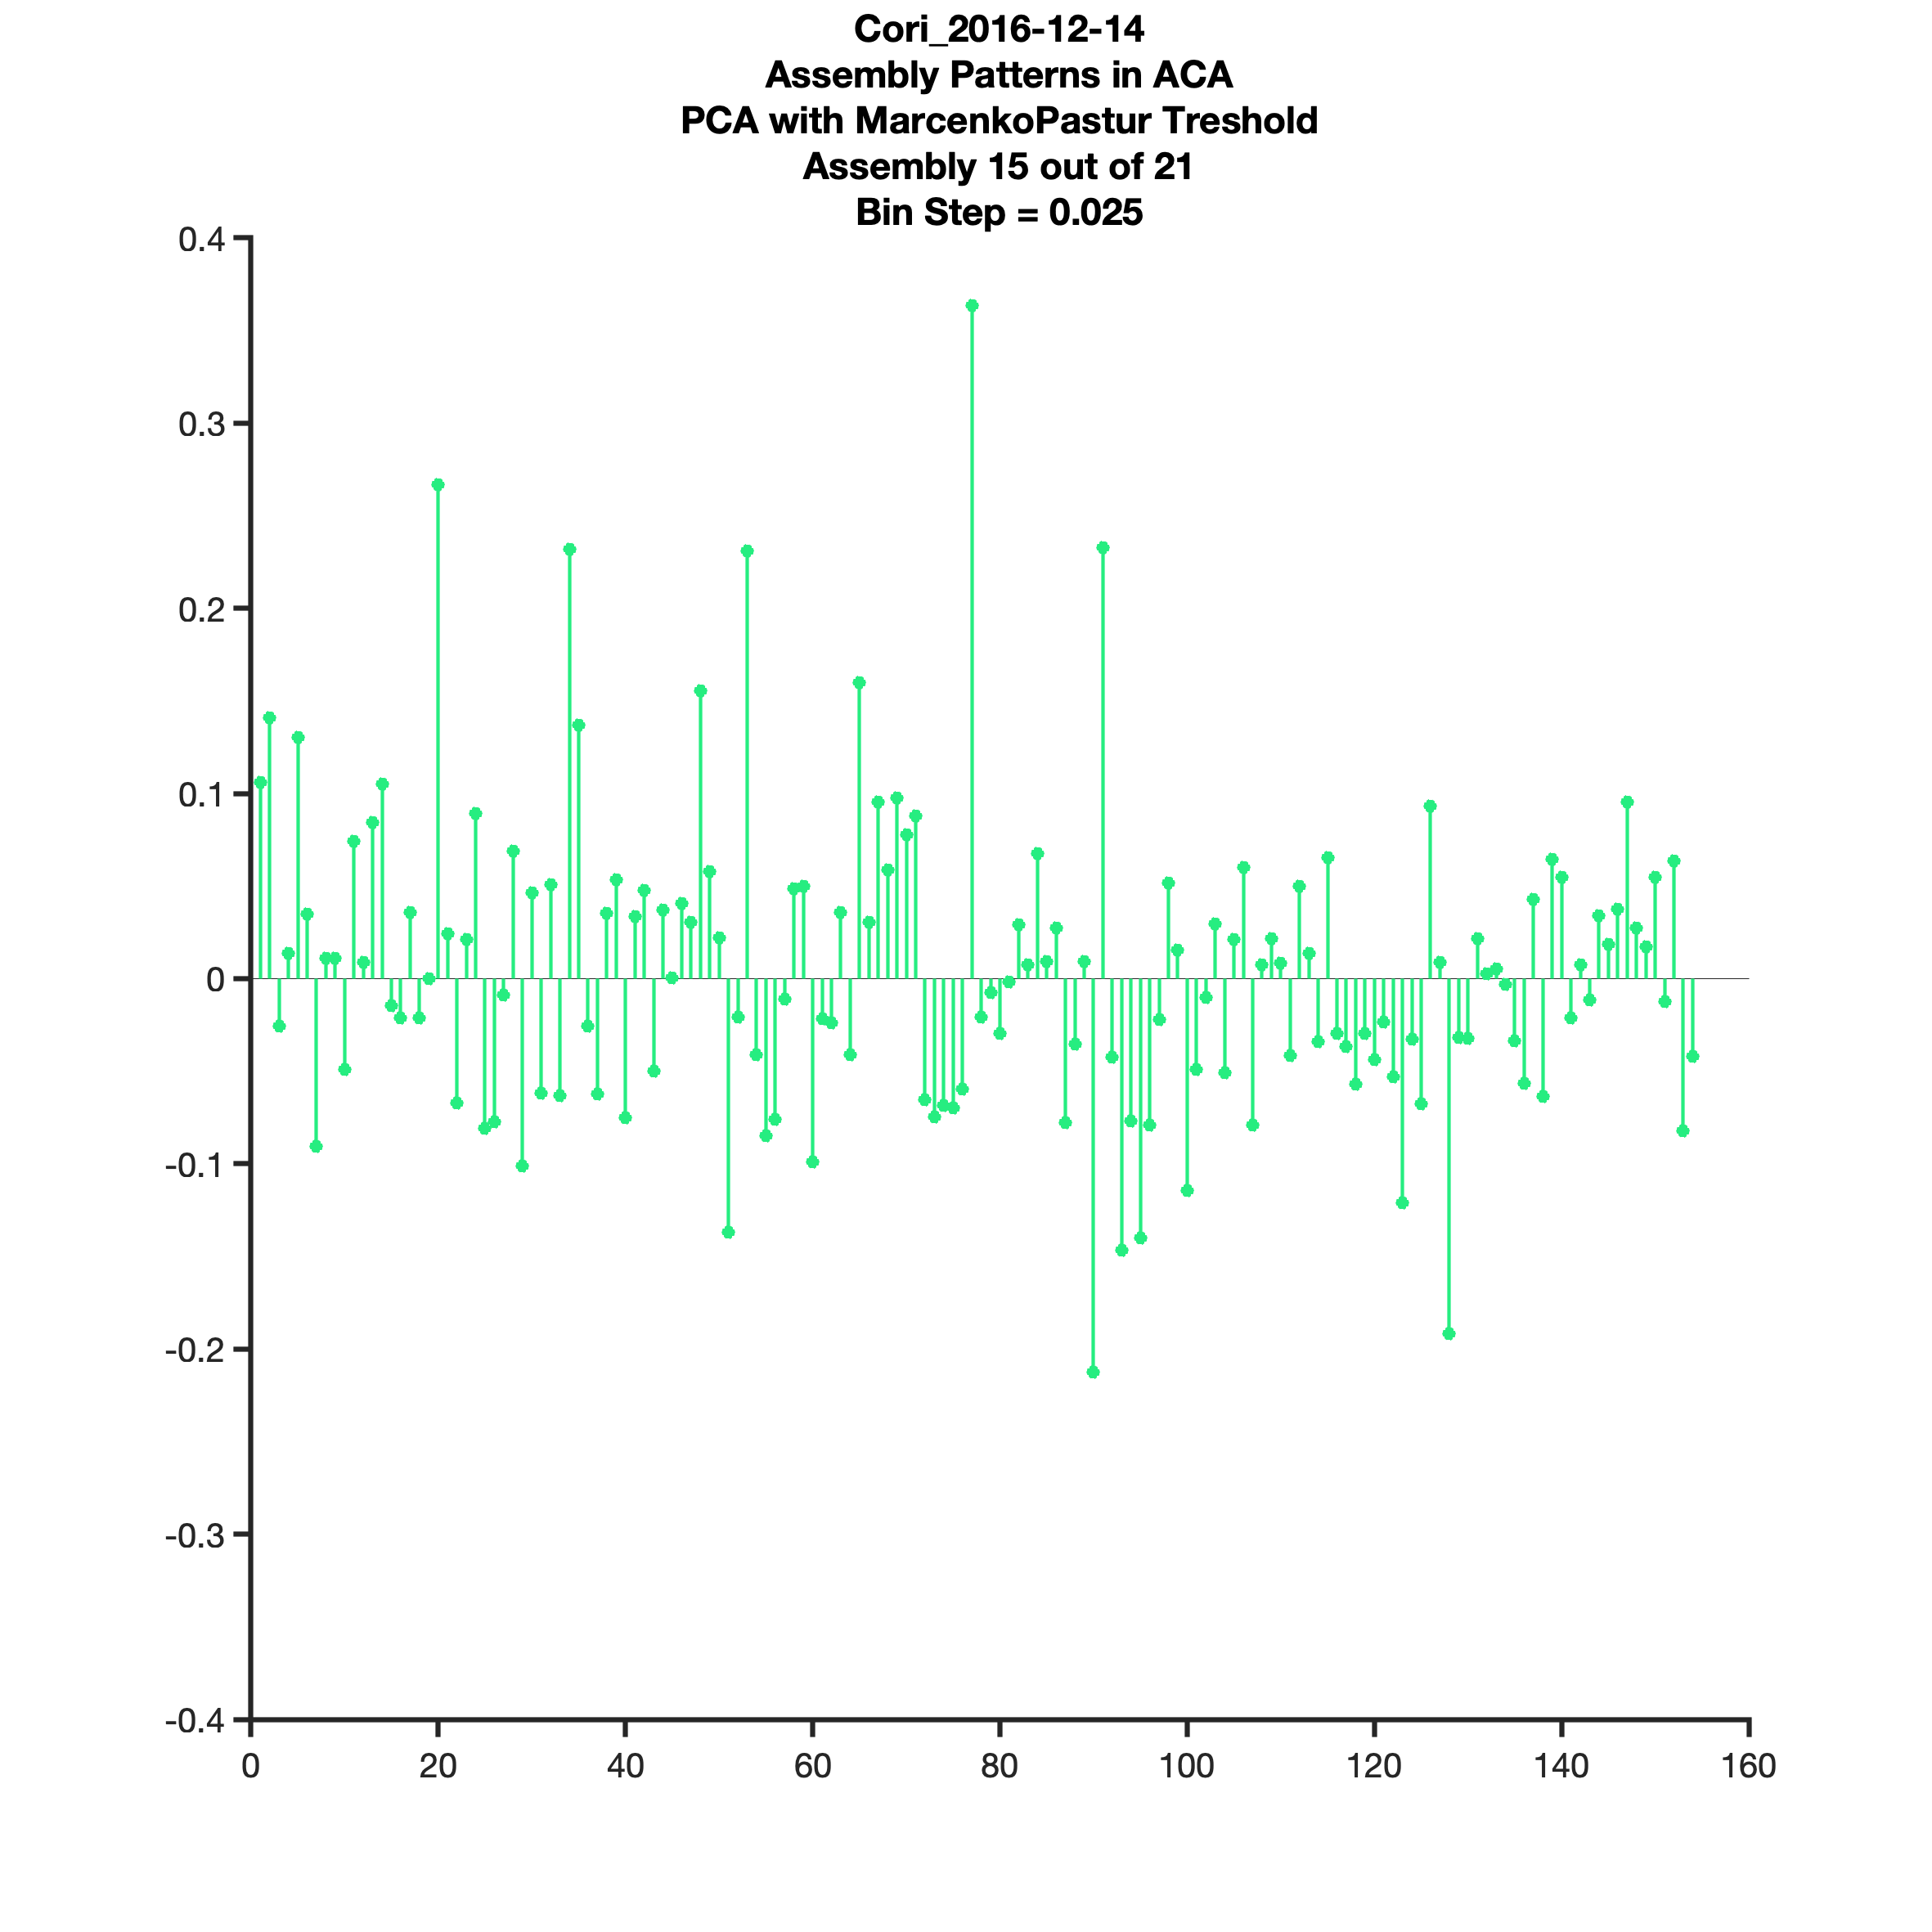 Cori_2016-12-14
Assembly Patterns in ACA
PCA with MarcenkoPastur Treshold
Assembly 15 out of 21
Bin Step = 0.025
0.4
0.3
0.2
0.1
0
-0.1
-0.2
-0.3
-0.4
0 20 40 60 80 100 120 140 160